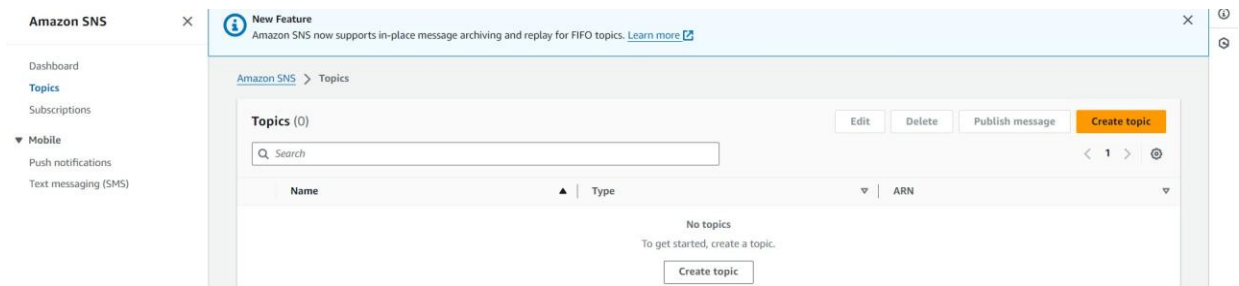 Amazon SNS
Dashboard
Topics
Subscriptions
Mobile
Push notifications
Text messaging (SMS)
New Feature
Amazon SNS now supports in-place message archiving and replay for FIFO topics. Learn more
Amazon SNS > Topics
Topics (0)
Edit Delete Publish message Create topic
Search
< 1 >
Name Type ARN
No topics
To get started, create a topic.
Create topic